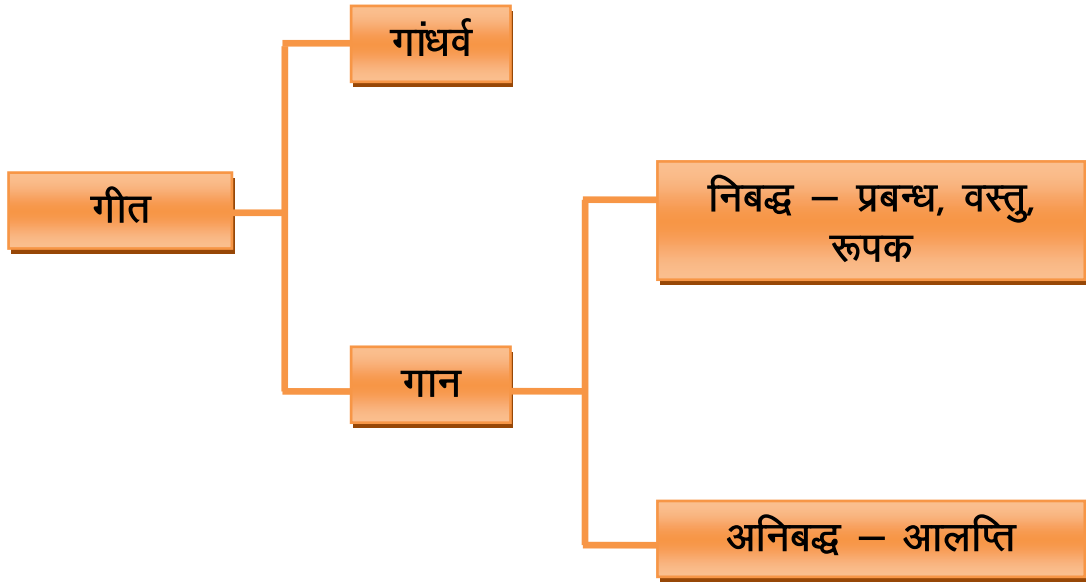 गांधर्व
गीत
निबद्ध – प्रबन्ध, वस्तु,
रूपक
गान
अनिबद्ध – आलप्ति